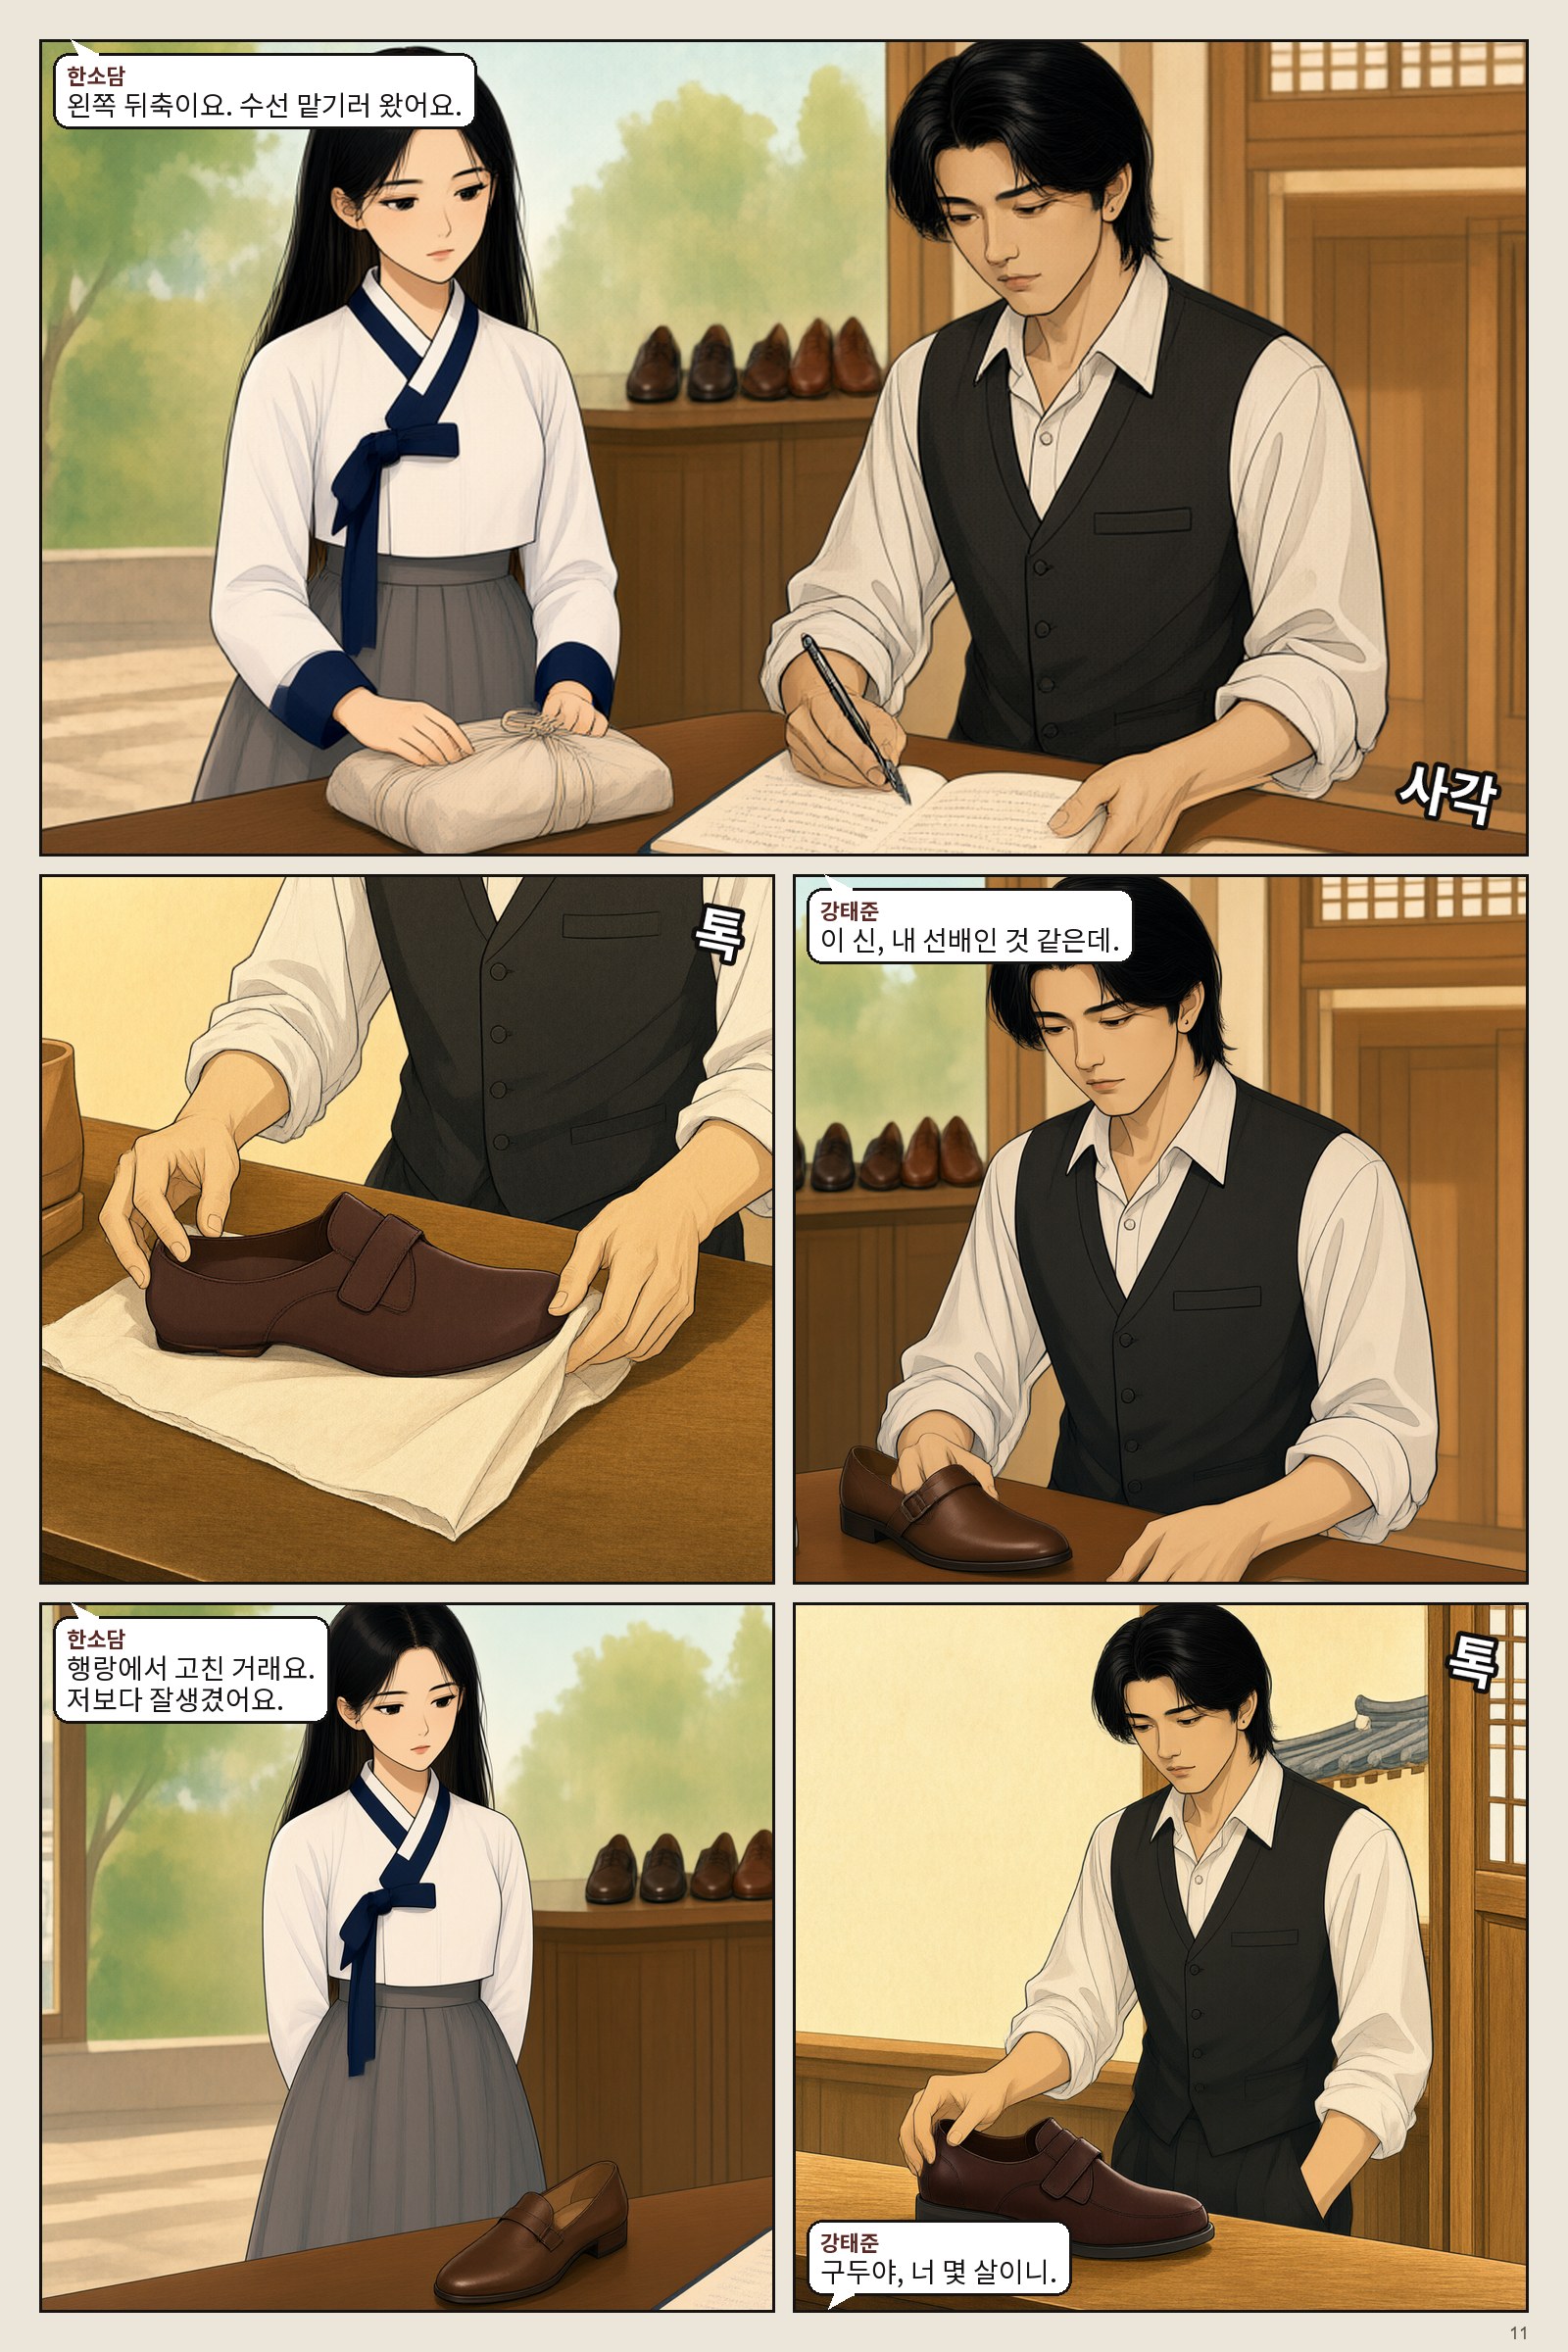 한소담
왼쪽 뒤축이요. 수선 맡기러 왔어요.
사각
톡
강태준
이 신, 내 선배인 것 같은데.
한소담
행랑에서 고친 거래요.
저보다 잘생겼어요.
톡
강태준
구두야, 너 몇 살이니.
11